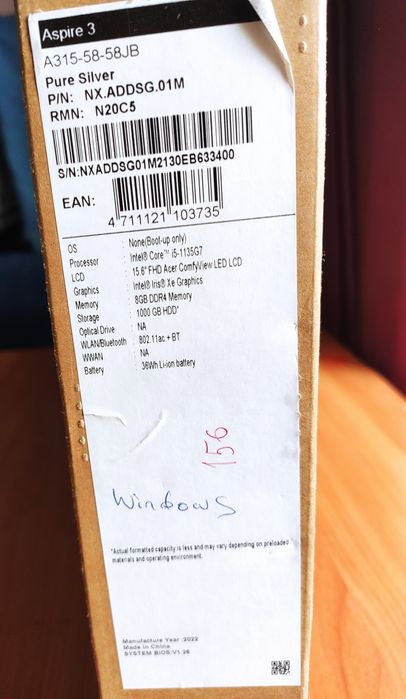 Aspire 3
A315-58-58JB
Pure Silver
P/N: NX.ADDSG.01M
RMN: N20C5
S/N:NXADDSG01M2130EB633400
EAN:
4 711121 103735
OS : None(Boot-up only)
Processor : Intel® Core™ i5-1135G7
LCD : 15.6" FHD Acer ComfyView LED LCD
Graphics : Intel® Iris® Xe Graphics
Memory : 8GB DDR4 Memory
Storage : 1000 GB HDD*
Optical Drive : NA
WLAN/Bluetooth : 802.11ac + BT
WWAN : NA
Battery : 36Wh Li-ion battery
156
Windows
*Actual formatted capacity is less and may vary depending on preloaded
materials and operating environment.
Manufacture Year :2022
Made in China
SYSTEM BIOS:V1.26